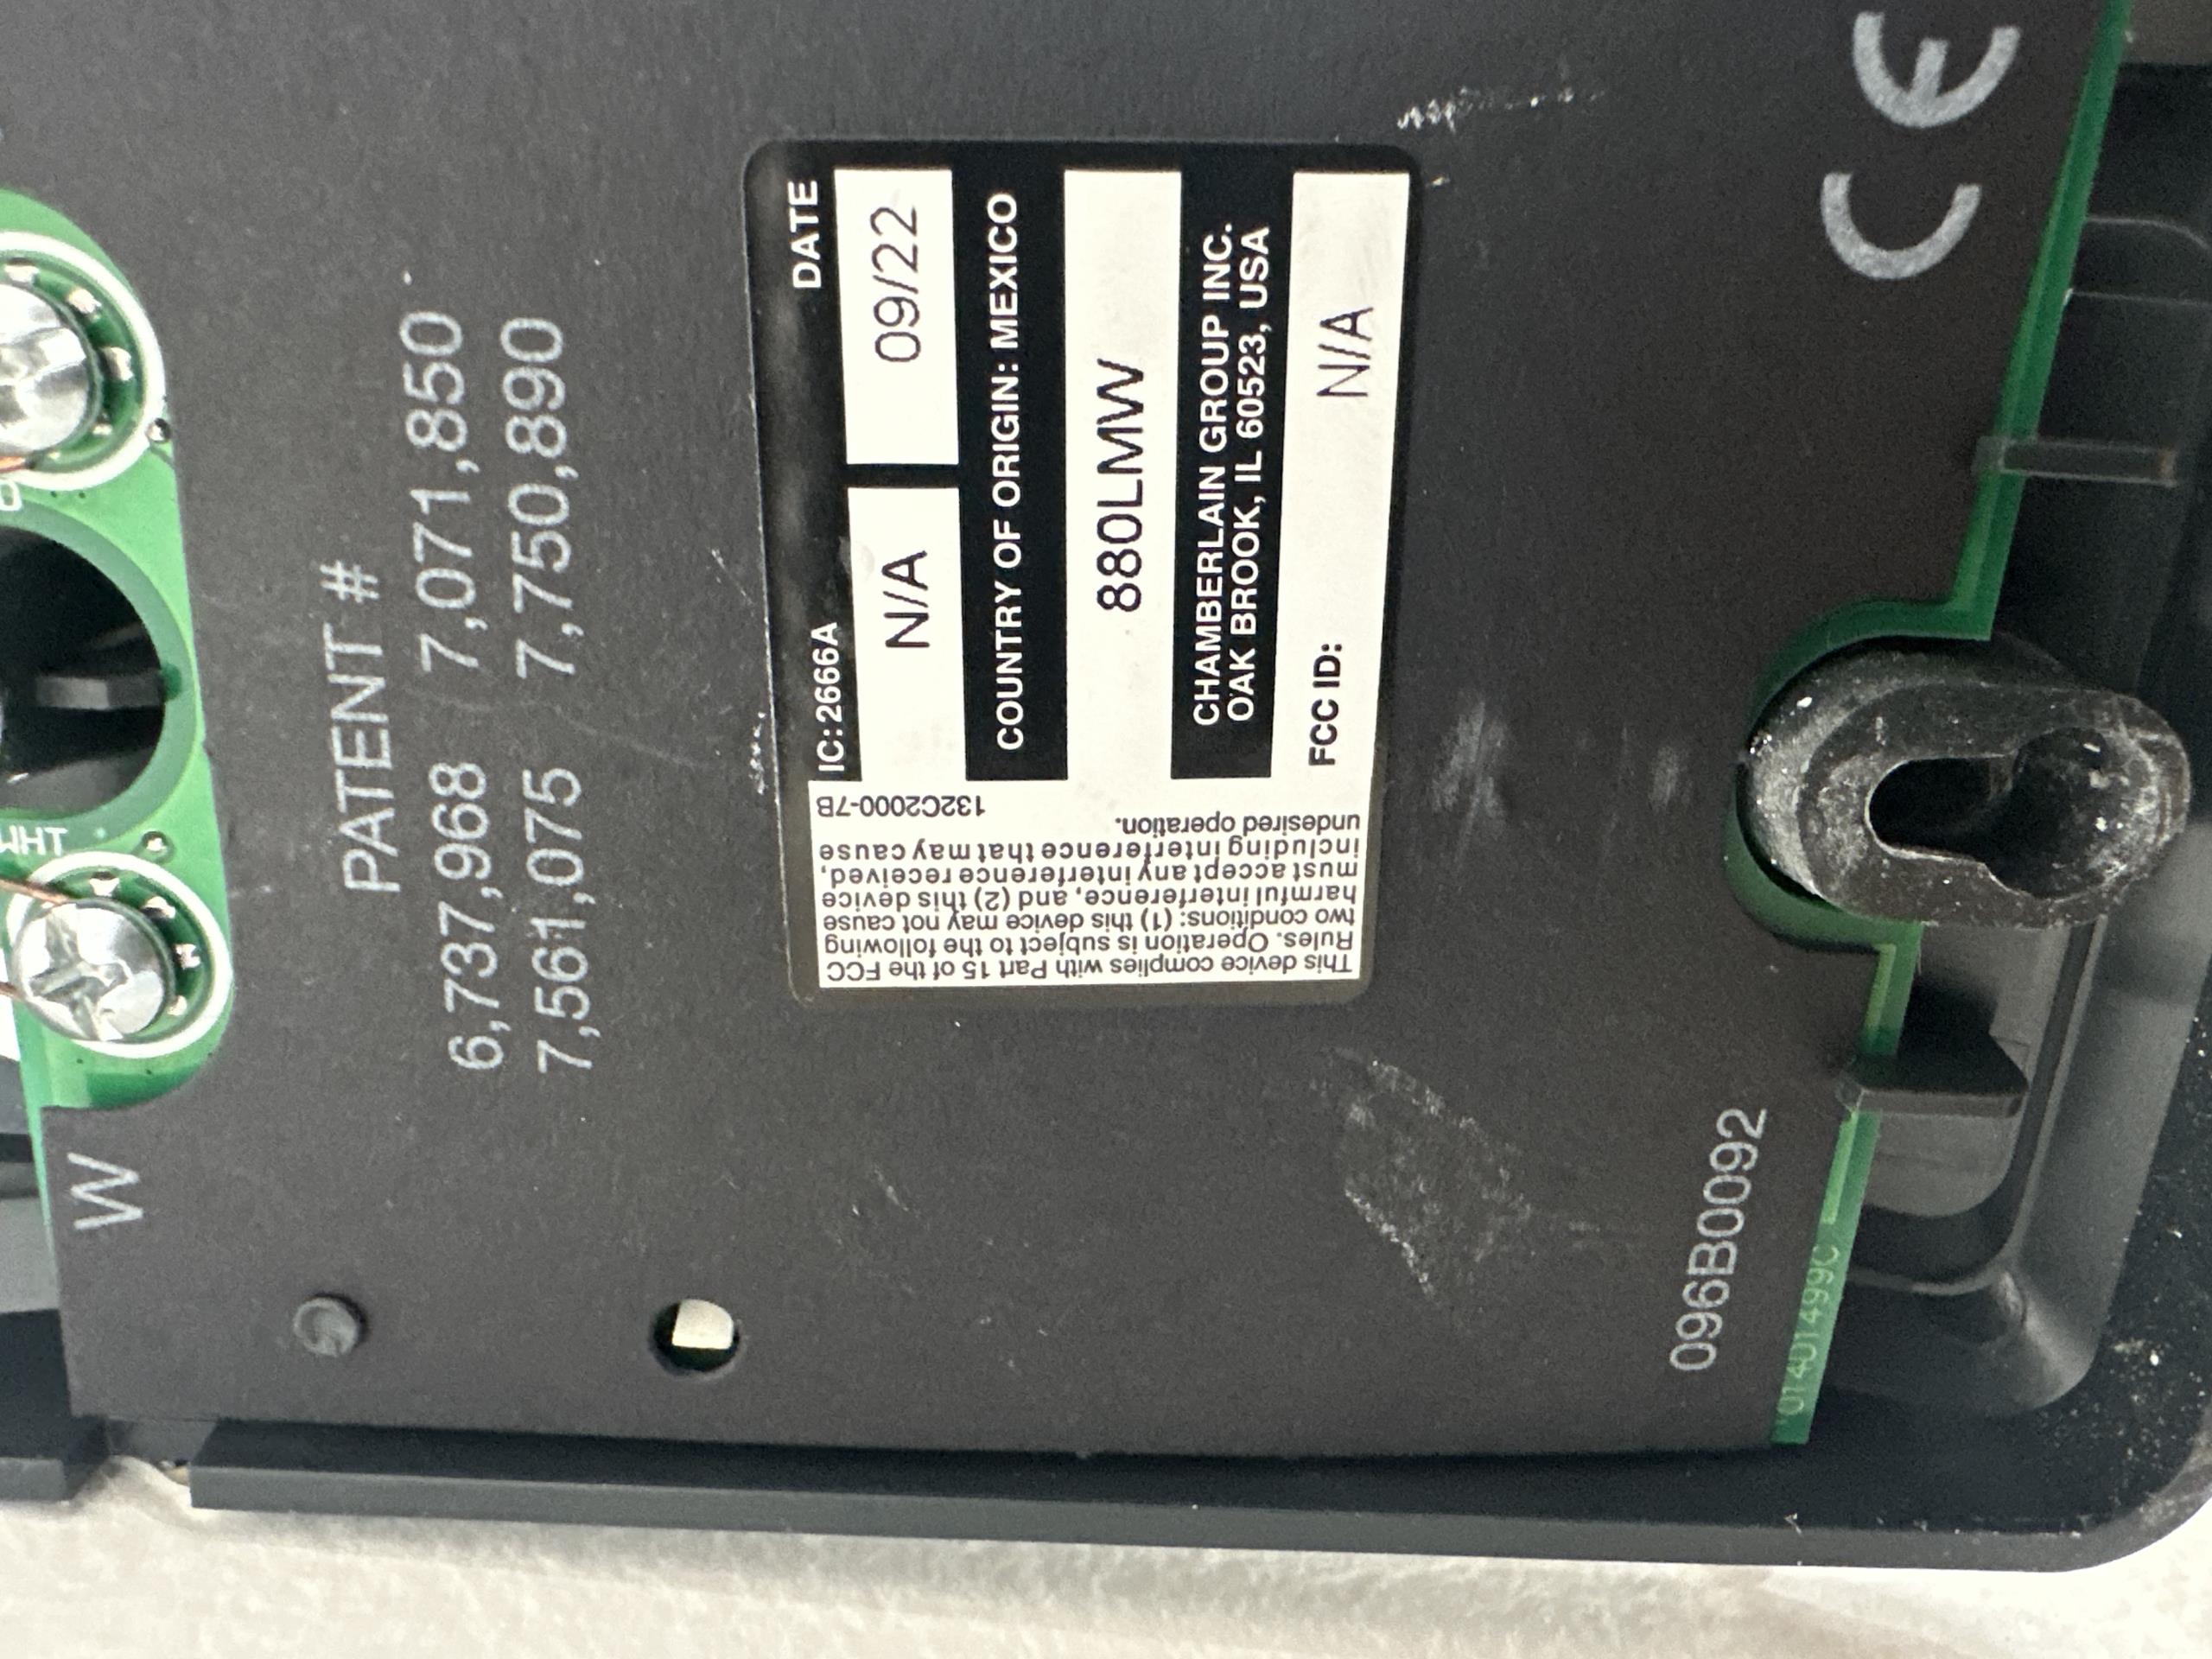 PATENT #
6,737,968 7,071,850
7,561,075 7,750,890
W
IC: 2666A DATE
N/A 09/22
COUNTRY OF ORIGIN: MEXICO
880LMW
CHAMBERLAIN GROUP INC.
OAK BROOK, IL 60523, USA
FCC ID: N/A
This device complies with Part 15 of the FCC
Rules. Operation is subject to the following
two conditions: (1) this device may not cause
harmful interference, and (2) this device
must accept any interference received,
including interference that may cause
undesired operation.
132C2000-7B
CE
096B0092